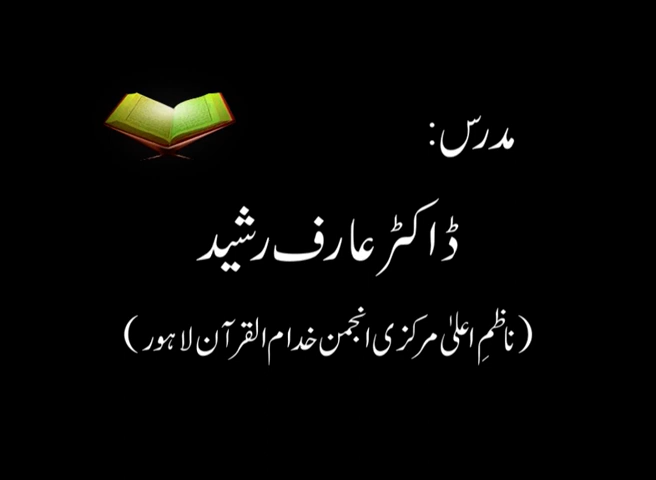 مدرس:
ڈاکٹر عارف رشید
(ناظمِ اعلیٰ مرکزی انجمن خدام القرآن لاہور)